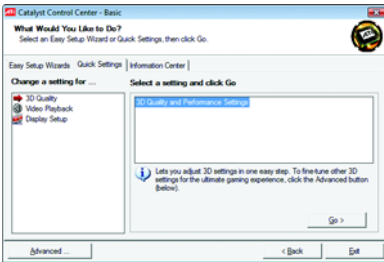 Catalyst Control Center - Basic
What Would You Like to Do?
Select an Easy Setup Wizard or Quick Settings, then click Go.
Easy Setup Wizards Quick Settings Information Center
Change a setting for ...
3D Quality
Video Playback
Display Setup
Select a setting and click Go
3D Quality and Performance Settings
Lets you adjust 3D settings in one easy step. To fine-tune other 3D
settings for the ultimate gaming experience, click the Advanced button
(below).
Go >
Advanced ...
< Back
Exit